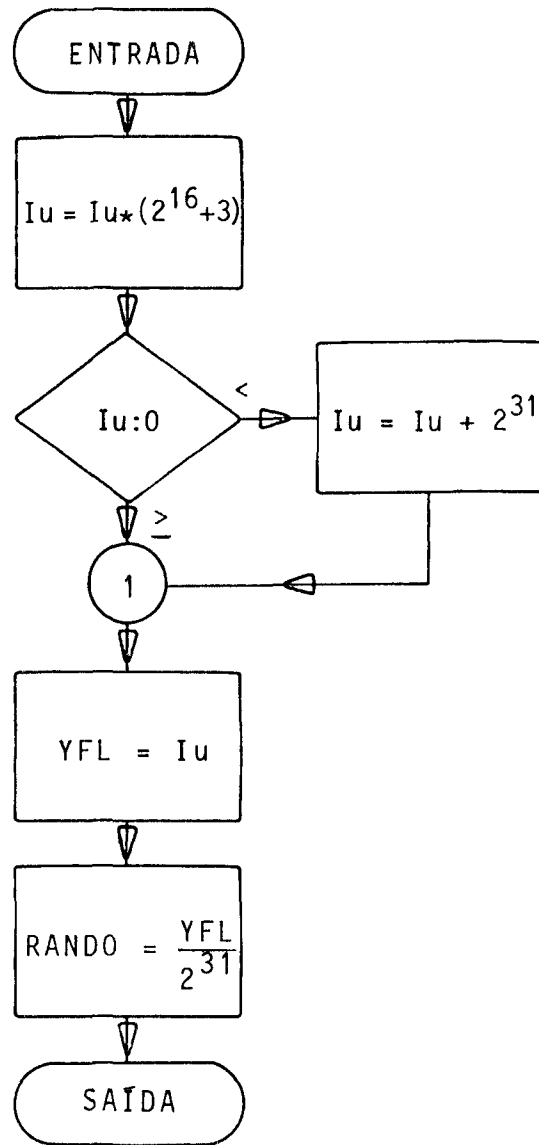 ENTRADA
Iu = Iu*(2^16+3)
Iu:0
<
Iu = Iu + 2^31
≥
1
YFL = Iu
RANDO = YFL/2^31
SAÍDA